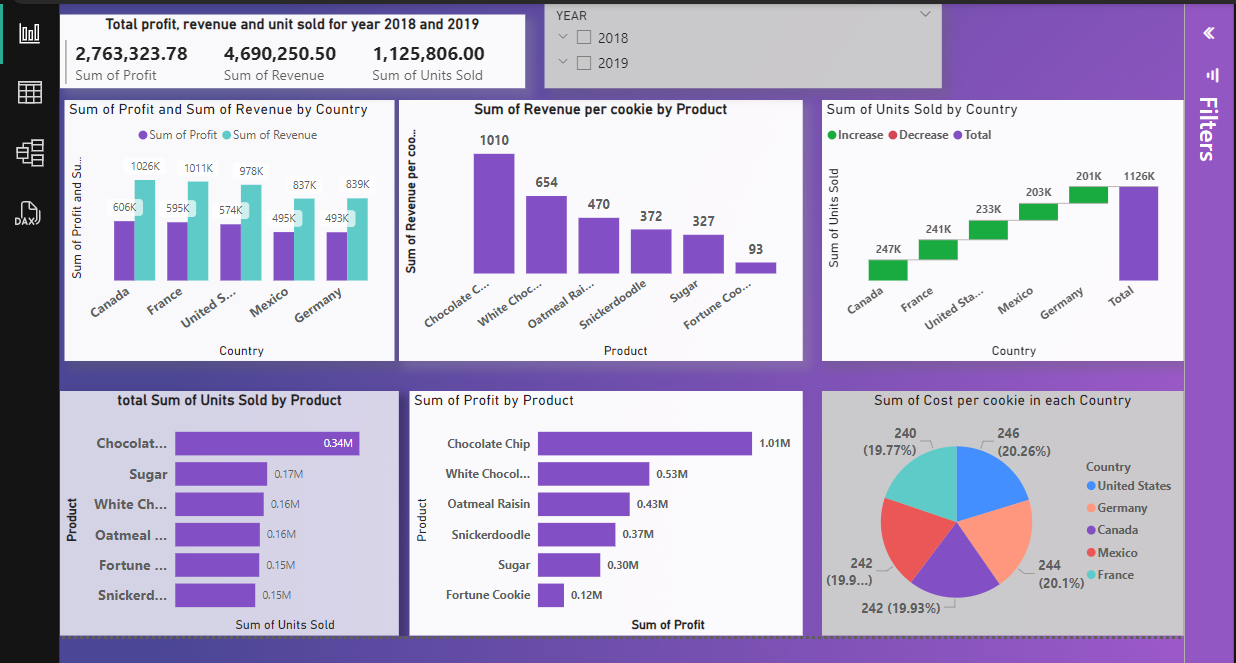 Total profit, revenue and unit sold for year 2018 and 2019
2,763,323.78 4,690,250.50 1,125,806.00
Sum of Profit Sum of Revenue Sum of Units Sold
YEAR
2018
2019
Filters
DAX
Sum of Profit and Sum of Revenue by Country
Sum of Profit Sum of Revenue
Sum of Profit and Su...
1026K 1011K 978K 837K 839K
606K 595K 574K 495K 493K
Canada France United S... Mexico Germany
Country
Sum of Revenue per cookie by Product
Sum of Revenue per coo...
1010 654 470 372 327 93
Chocolate C... White Choc... Oatmeal Rai... Snickerdoodle Sugar Fortune Coo...
Product
Sum of Units Sold by Country
Increase Decrease Total
Sum of Units Sold
247K 241K 233K 203K 201K 1126K
Canada France United Sta... Mexico Germany Total
Country
total Sum of Units Sold by Product
Product
Chocolat... 0.34M
Sugar 0.17M
White Ch... 0.16M
Oatmeal ... 0.16M
Fortune ... 0.15M
Snickerd... 0.15M
Sum of Units Sold
Sum of Profit by Product
Product
Chocolate Chip 1.01M
White Chocol... 0.53M
Oatmeal Raisin 0.43M
Snickerdoodle 0.37M
Sugar 0.30M
Fortune Cookie 0.12M
Sum of Profit
Sum of Cost per cookie in each Country
240
(19.77%)
246
(20.26%)
242
(19.9...)
244
(20.1%)
242 (19.93%)
Country
United States
Germany
Canada
Mexico
France